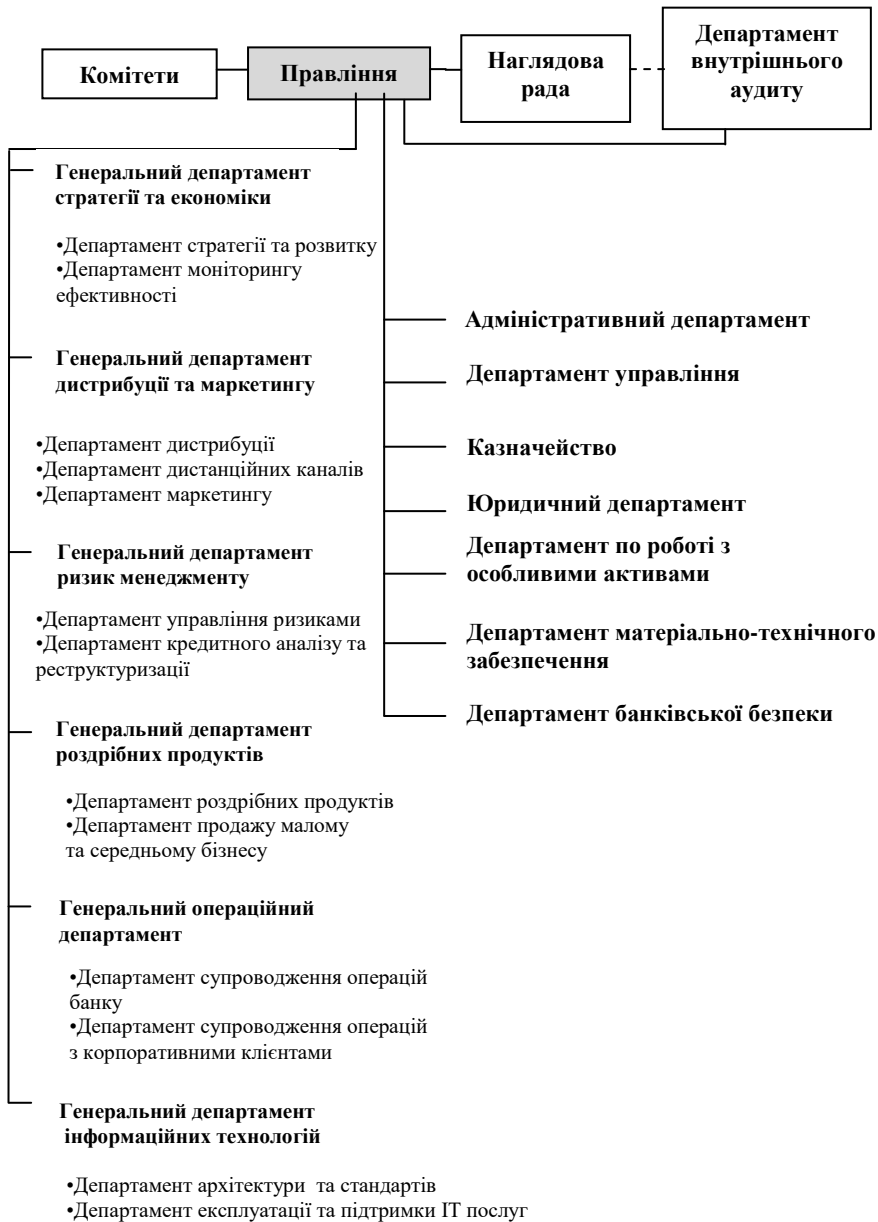 Комітети
Правління
Наглядова
рада
Департамент
внутрішнього
аудиту
Генеральний департамент
стратегії та економіки
•Департамент стратегії та розвитку
•Департамент моніторингу
ефективності
Генеральний департамент
дистрибуції та маркетингу
•Департамент дистрибуції
•Департамент дистанційних каналів
•Департамент маркетингу
Генеральний департамент
ризик менеджменту
•Департамент управління ризиками
•Департамент кредитного аналізу та
реструктуризації
Генеральний департамент
роздрібних продуктів
•Департамент роздрібних продуктів
•Департамент продажу малому
та середньому бізнесу
Генеральний операційний
департамент
•Департамент супроводження операцій
банку
•Департамент супроводження операцій
з корпоративними клієнтами
Генеральний департамент
інформаційних технологій
•Департамент архітектури та стандартів
•Департамент експлуатації та підтримки ІТ послуг
Адміністративний департамент
Департамент управління
Казначейство
Юридичний департамент
Департамент по роботі з
особливими активами
Департамент матеріально-технічного
забезпечення
Департамент банківської безпеки